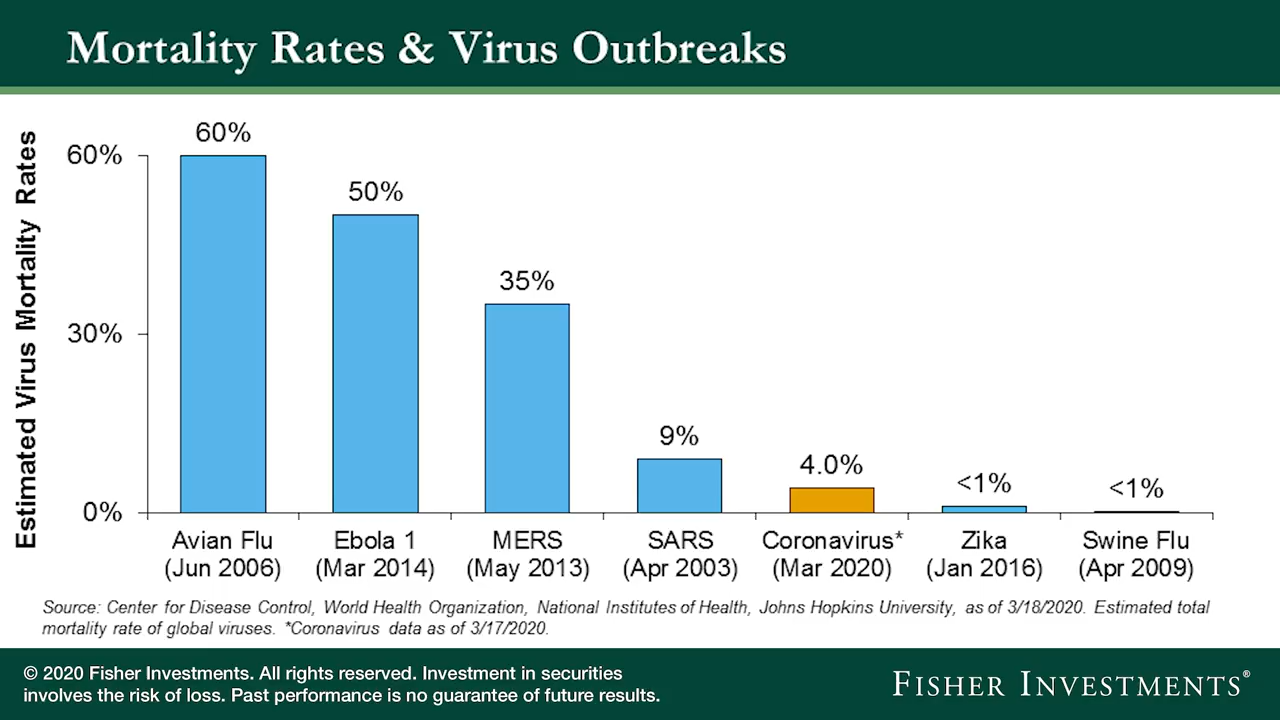 Mortality Rates & Virus Outbreaks
Estimated Virus Mortality Rates
60%
30%
0%
60%
50%
35%
9%
4.0%
<1%
<1%
Avian Flu
(Jun 2006)
Ebola 1
(Mar 2014)
MERS
(May 2013)
SARS
(Apr 2003)
Coronavirus*
(Mar 2020)
Zika
(Jan 2016)
Swine Flu
(Apr 2009)
Source: Center for Disease Control, World Health Organization, National Institutes of Health, Johns Hopkins University, as of 3/18/2020. Estimated total
mortality rate of global viruses. *Coronavirus data as of 3/17/2020.
© 2020 Fisher Investments. All rights reserved. Investment in securities
involves the risk of loss. Past performance is no guarantee of future results.
FISHER INVESTMENTS®